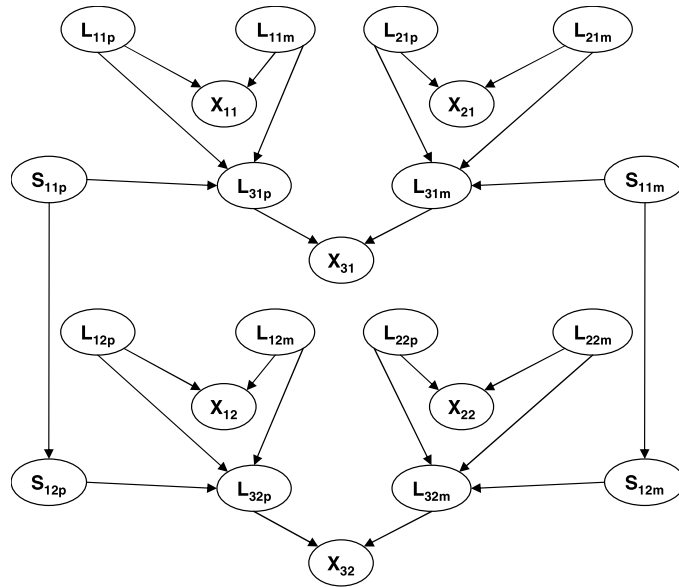 L11p L11m L21p L21m
X11 X21
S11p L31p L31m S11m
X31
L12p L12m L22p L22m
X12 X22
S12p L32p L32m S12m
X32